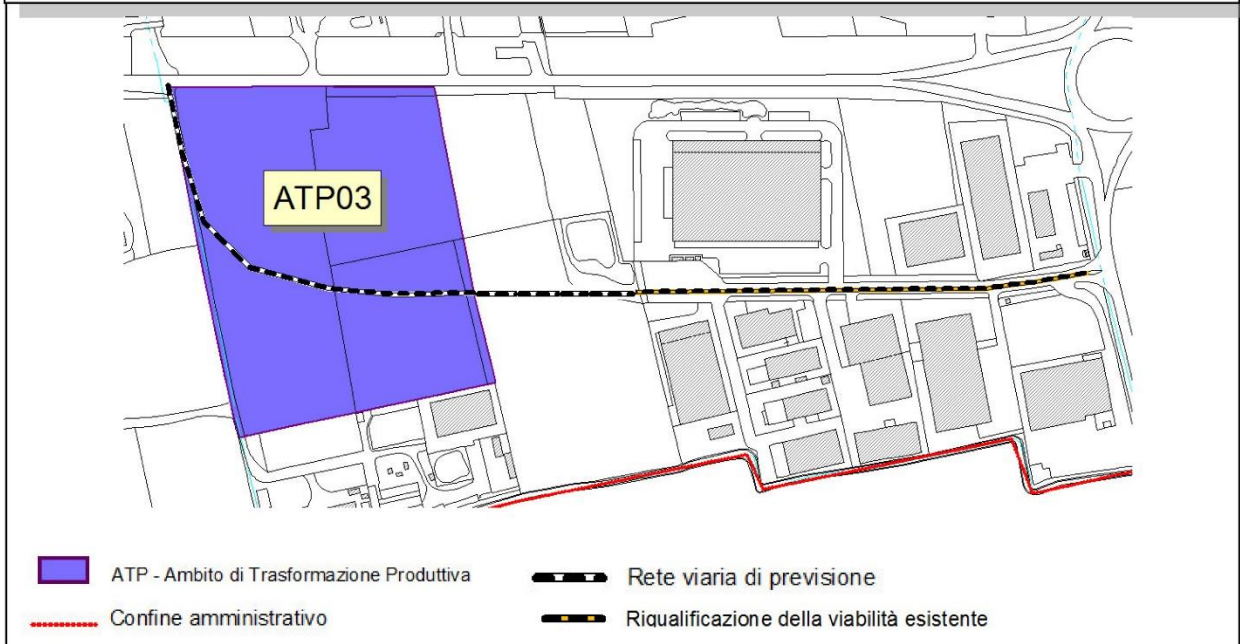 ATP03
ATP - Ambito di Trasformazione Produttiva
Rete viaria di previsione
Confine amministrativo
Riqualificazione della viabilità esistente